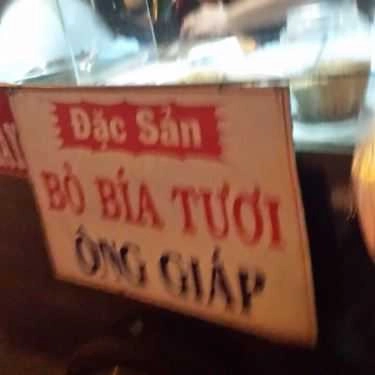 Đặc Sản
BÒ BÍA TƯƠI
ÔNG GIÁP